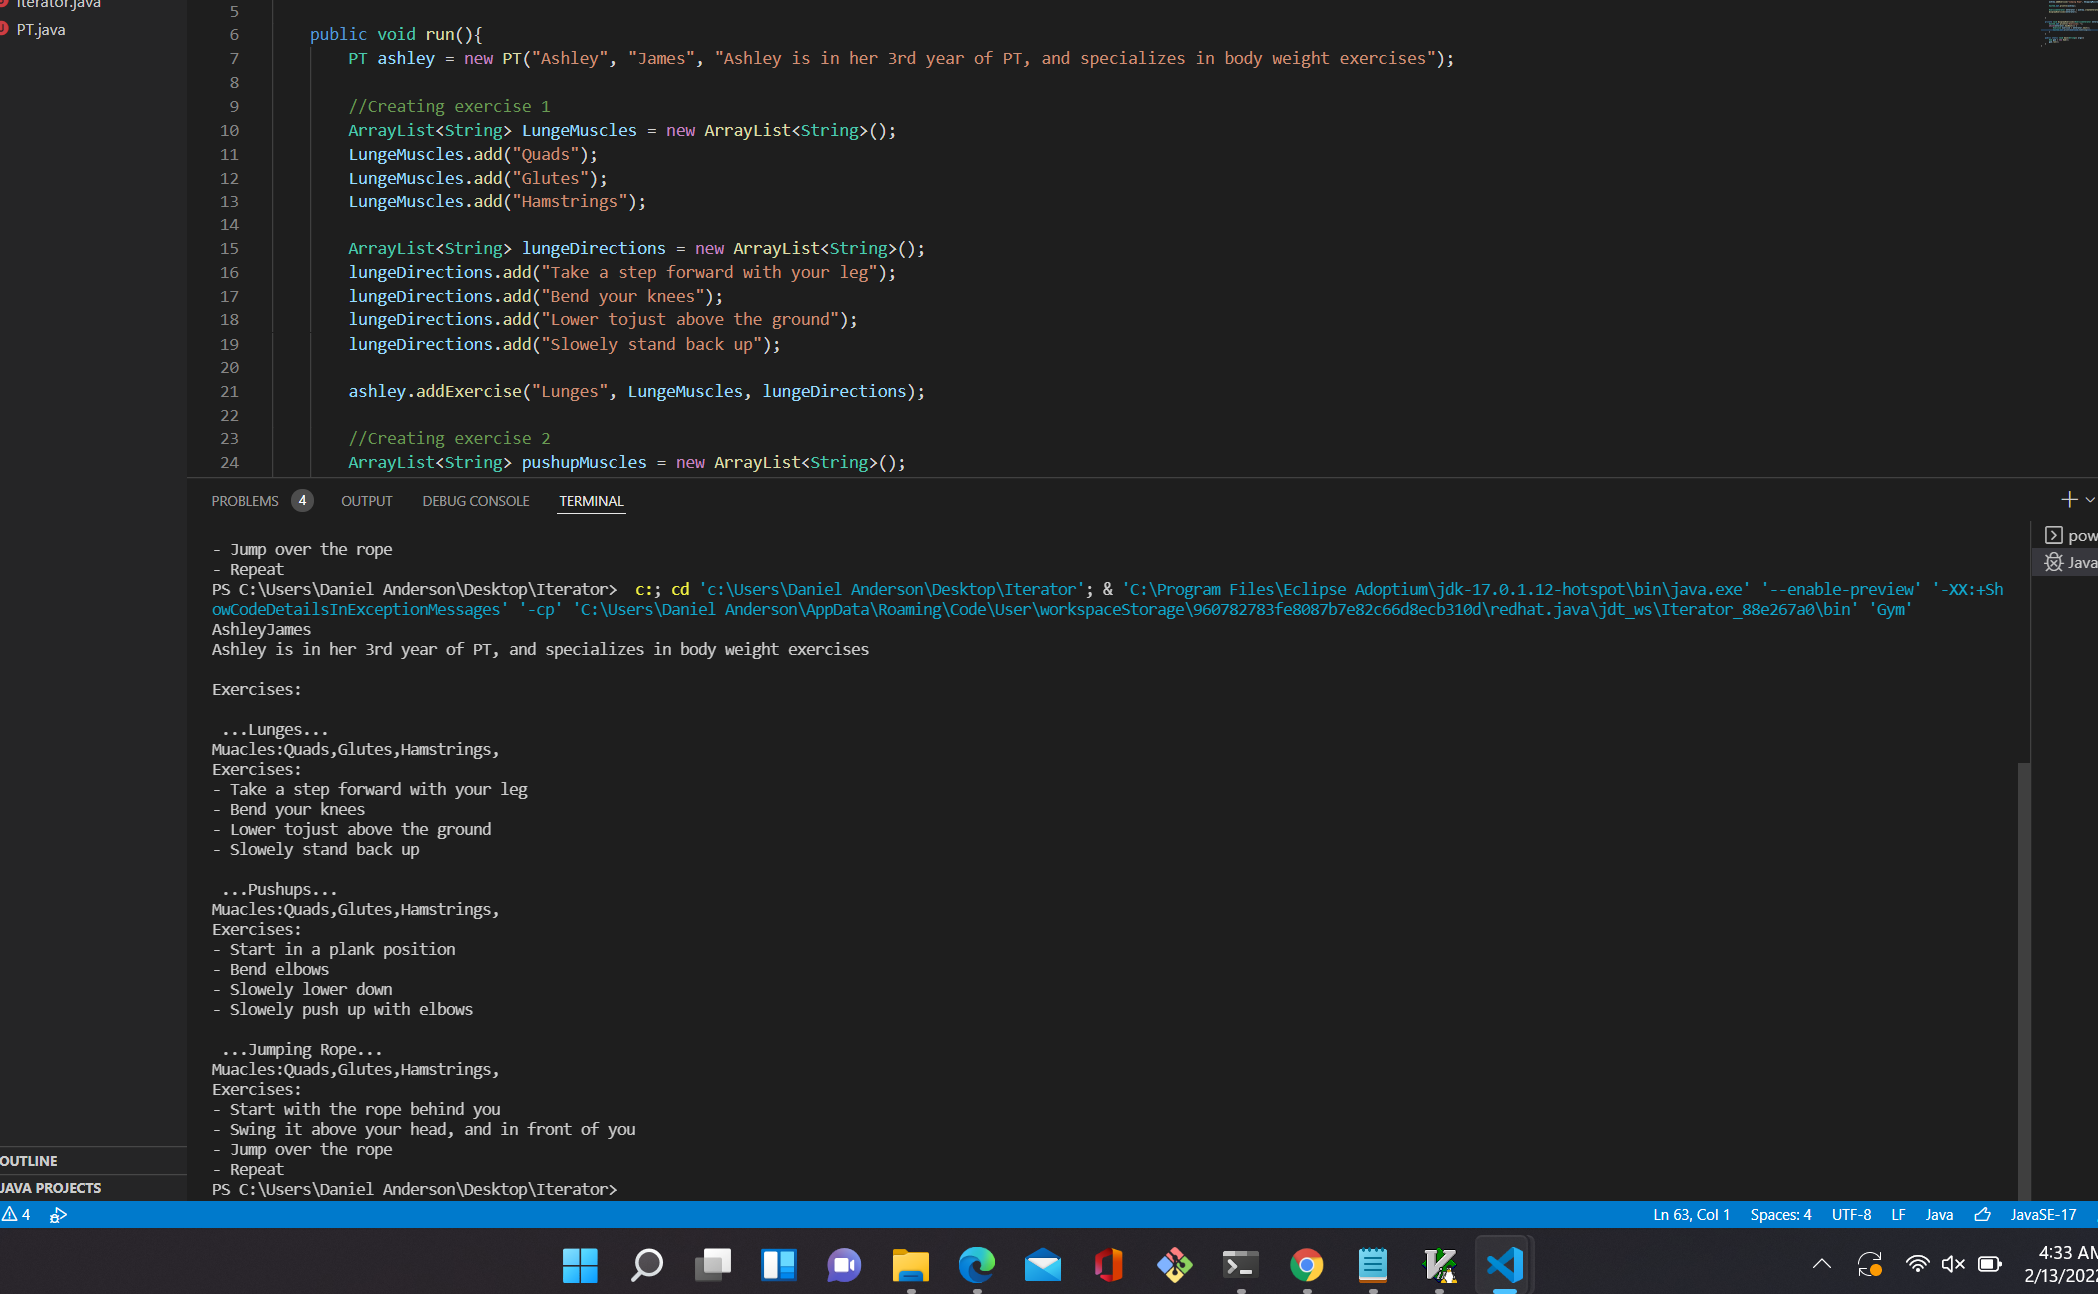 Iterator.java
PT.java
5
6 public void run(){
7 PT ashley = new PT("Ashley", "James", "Ashley is in her 3rd year of PT, and specializes in body weight exercises");
8
9 //Creating exercise 1
10 ArrayList<String> LungeMuscles = new ArrayList<String>();
11 LungeMuscles.add("Quads");
12 LungeMuscles.add("Glutes");
13 LungeMuscles.add("Hamstrings");
14
15 ArrayList<String> lungeDirections = new ArrayList<String>();
16 lungeDirections.add("Take a step forward with your leg");
17 lungeDirections.add("Bend your knees");
18 lungeDirections.add("Lower tojust above the ground");
19 lungeDirections.add("Slowely stand back up");
20
21 ashley.addExercise("Lunges", LungeMuscles, lungeDirections);
22
23 //Creating exercise 2
24 ArrayList<String> pushupMuscles = new ArrayList<String>();
PROBLEMS 4 OUTPUT DEBUG CONSOLE TERMINAL
pow
Java
- Jump over the rope
- Repeat
PS C:\Users\Daniel Anderson\Desktop\Iterator> c:; cd 'c:\Users\Daniel Anderson\Desktop\Iterator'; & 'C:\Program Files\Eclipse Adoptium\jdk-17.0.1.12-hotspot\bin\java.exe' '--enable-preview' '-XX:+Sh
owCodeDetailsInExceptionMessages' '-cp' 'C:\Users\Daniel Anderson\AppData\Roaming\Code\User\workspaceStorage\960782783fe8087b7e82c66d8ecb310d\redhat.java\jdt_ws\Iterator_88e267a0\bin' 'Gym'
AshleyJames
Ashley is in her 3rd year of PT, and specializes in body weight exercises
Exercises:
...Lunges...
Muacles:Quads,Glutes,Hamstrings,
Exercises:
- Take a step forward with your leg
- Bend your knees
- Lower tojust above the ground
- Slowely stand back up
...Pushups...
Muacles:Quads,Glutes,Hamstrings,
Exercises:
- Start in a plank position
- Bend elbows
- Slowely lower down
- Slowely push up with elbows
...Jumping Rope...
Muacles:Quads,Glutes,Hamstrings,
Exercises:
- Start with the rope behind you
- Swing it above your head, and in front of you
- Jump over the rope
- Repeat
PS C:\Users\Daniel Anderson\Desktop\Iterator>
OUTLINE
JAVA PROJECTS
4
Ln 63, Col 1 Spaces: 4 UTF-8 LF Java JavaSE-17
4:33 AM
2/13/2022